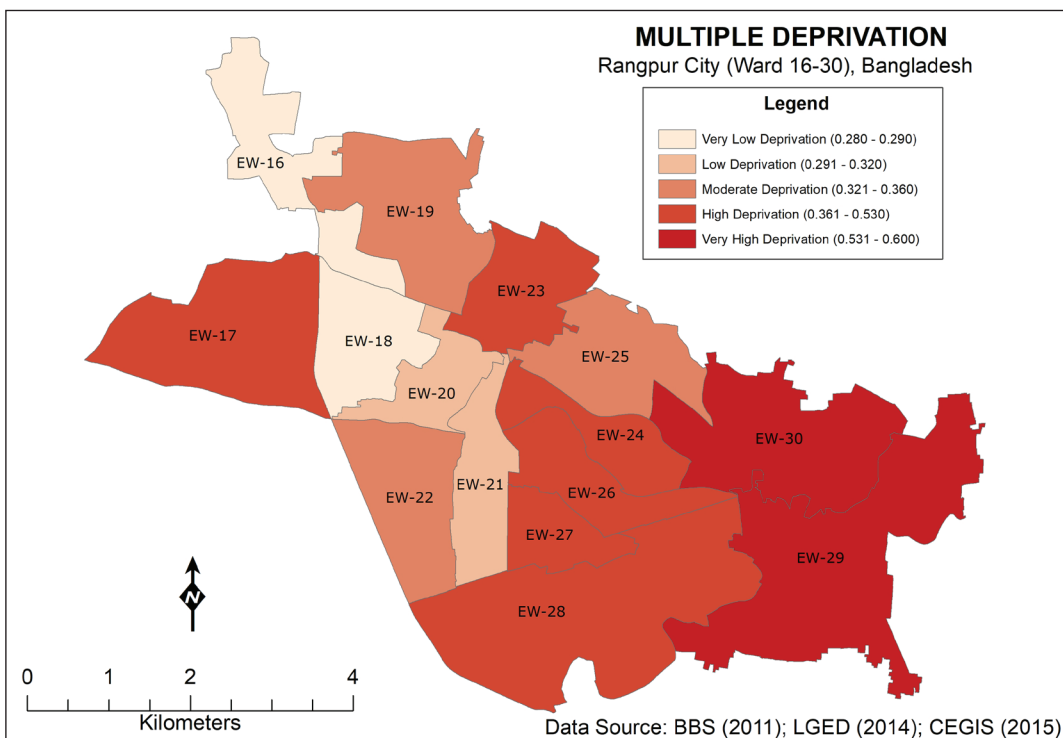 MULTIPLE DEPRIVATION
Rangpur City (Ward 16-30), Bangladesh
Legend
Very Low Deprivation (0.280 - 0.290)
Low Deprivation (0.291 - 0.320)
Moderate Deprivation (0.321 - 0.360)
High Deprivation (0.361 - 0.530)
Very High Deprivation (0.531 - 0.600)
EW-16
EW-19
EW-23
EW-17
EW-18
EW-25
EW-20
EW-24
EW-30
EW-21
EW-22
EW-26
EW-27
EW-29
EW-28
N
0 1 2 4
Kilometers
Data Source: BBS (2011); LGED (2014); CEGIS (2015)